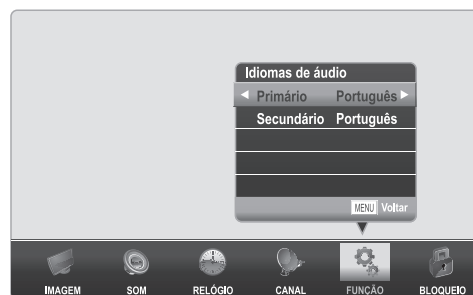 Idiomas de áudio
Primário Português
Secundário Português
MENU Voltar
IMAGEM SOM RELÓGIO CANAL FUNÇÃO BLOQUEIO